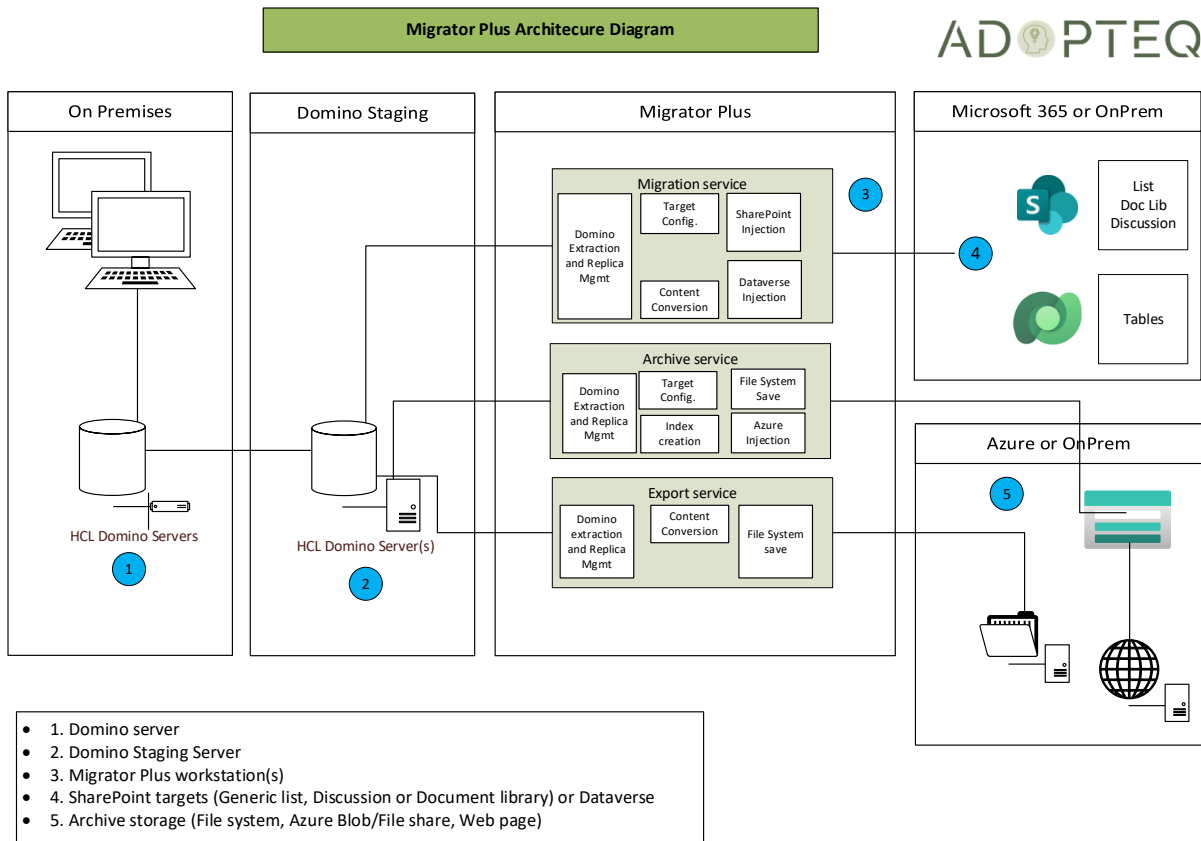 Migrator Plus Architecure Diagram
ADOPTEQ
On Premises
HCL Domino Servers
1
Domino Staging
HCL Domino Server(s)
2
Migrator Plus
3
Migration service
Domino
Extraction
and Replica
Mgmt
Target
Config.
SharePoint
Injection
Content
Conversion
Dataverse
Injection
Archive service
Domino
Extraction
and Replica
Mgmt
Target
Config.
File System
Save
Index
creation
Azure
Injection
Export service
Domino
extraction
and Replica
Mgmt
Content
Conversion
File System
save
Microsoft 365 or OnPrem
4
S
List
Doc Lib
Discussion
Tables
Azure or OnPrem
5
• 1. Domino server
• 2. Domino Staging Server
• 3. Migrator Plus workstation(s)
• 4. SharePoint targets (Generic list, Discussion or Document library) or Dataverse
• 5. Archive storage (File system, Azure Blob/File share, Web page)